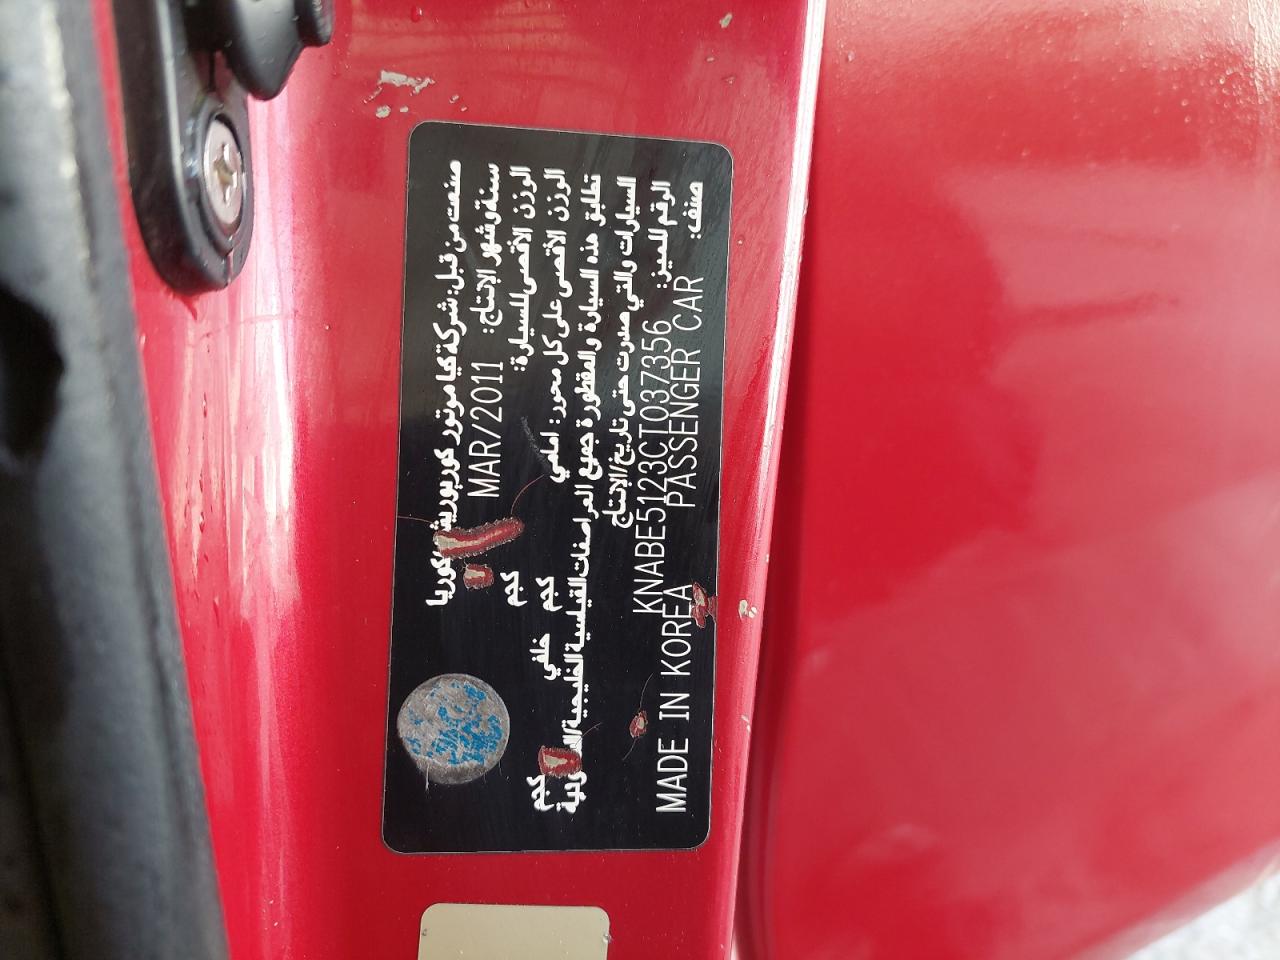 صنعت من قبل: شركة كيا موتور كوربوريشن كوريا
سنة وشهر الإنتاج: MAR/2011
الوزن الأقصى للسيارة: كجم
الوزن الأقصى على كل محور: امامي كجم خلفي كجم
تطابق هذه السيارة والمقطورة جميع المواصفات القياسية الخليجية
السيارات والتي صدرت حتى تاريخ/الإنتاج
الرقم المميز: KNABE5123CT037356
صنف: PASSENGER CAR MADE IN KOREA